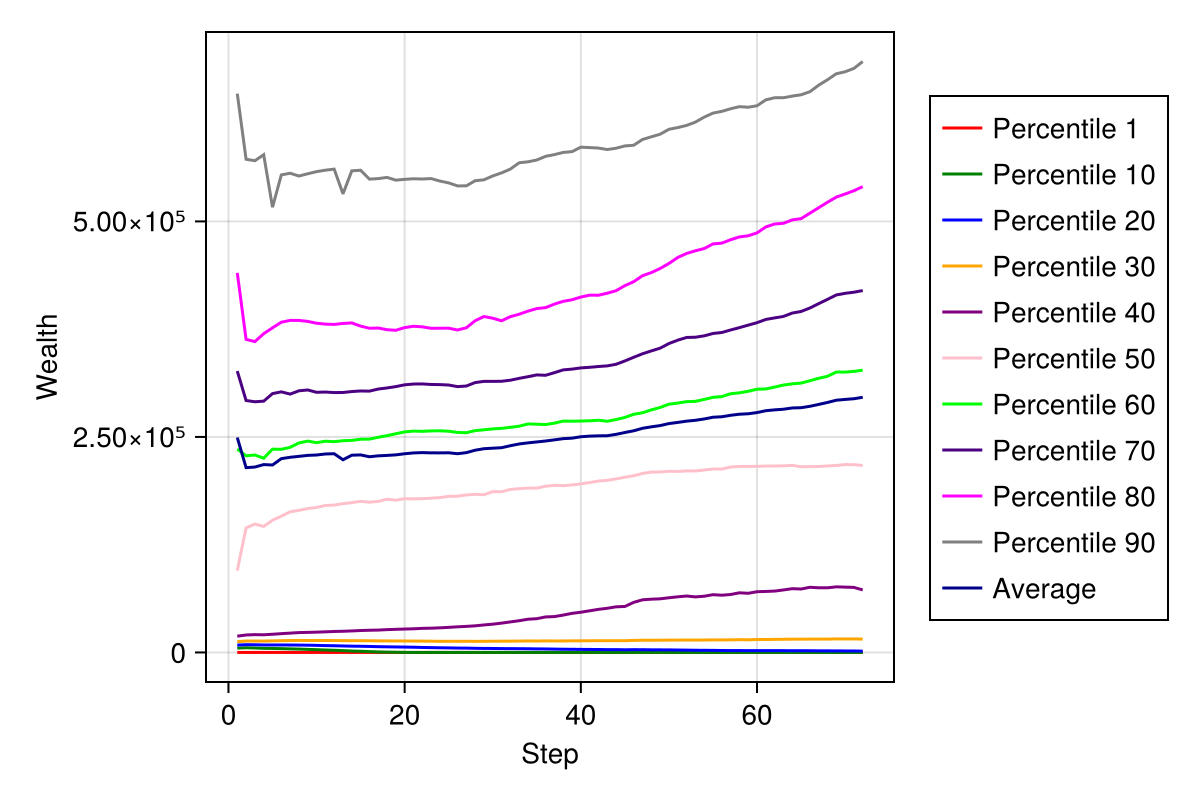 Wealth
5.00×10⁵
2.50×10⁵
0
0 20 40 60
Step
Percentile 1
Percentile 10
Percentile 20
Percentile 30
Percentile 40
Percentile 50
Percentile 60
Percentile 70
Percentile 80
Percentile 90
Average